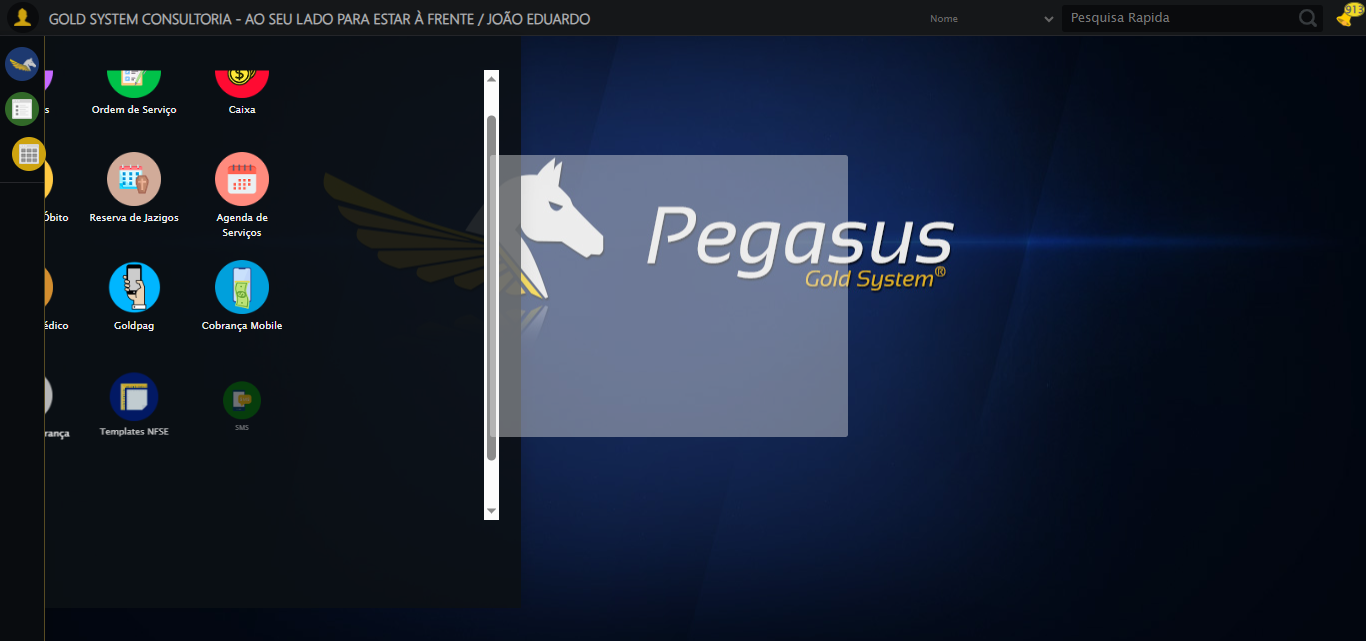 GOLD SYSTEM CONSULTORIA - AO SEU LADO PARA ESTAR À FRENTE / JOÃO EDUARDO
Nome
Pesquisa Rapida
913
s
Ordem de Serviço
Caixa
Óbito
Reserva de Jazigos
Agenda de
Serviços
édico
Goldpag
Cobrança Mobile
rança
Templates NFSE
SMS
Pegasus
Gold System®